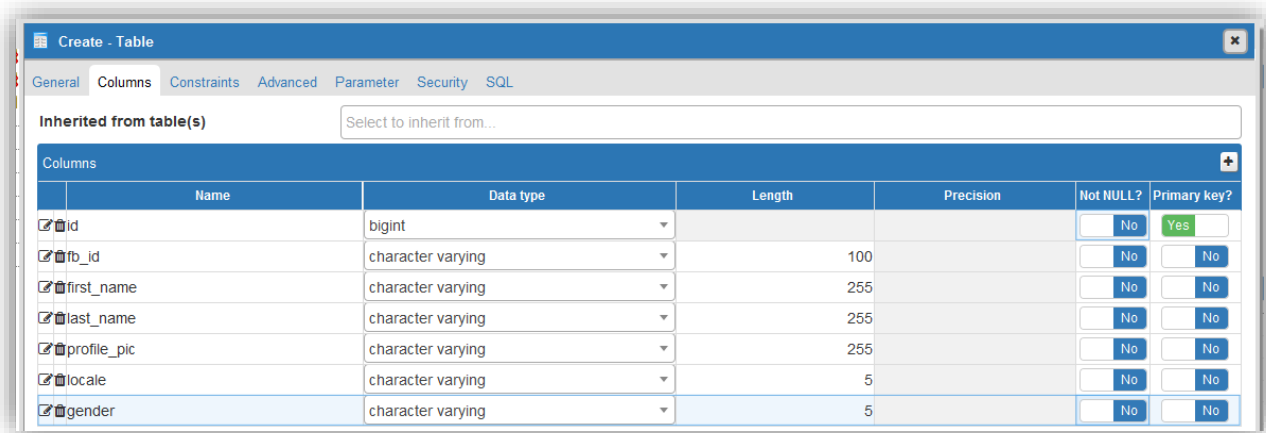 Create - Table
General Columns Constraints Advanced Parameter Security SQL
Inherited from table(s) Select to inherit from...
Columns
Name Data type Length Precision Not NULL? Primary key?
id bigint No Yes
fb_id character varying 100 No No
first_name character varying 255 No No
last_name character varying 255 No No
profile_pic character varying 255 No No
locale character varying 5 No No
gender character varying 5 No No